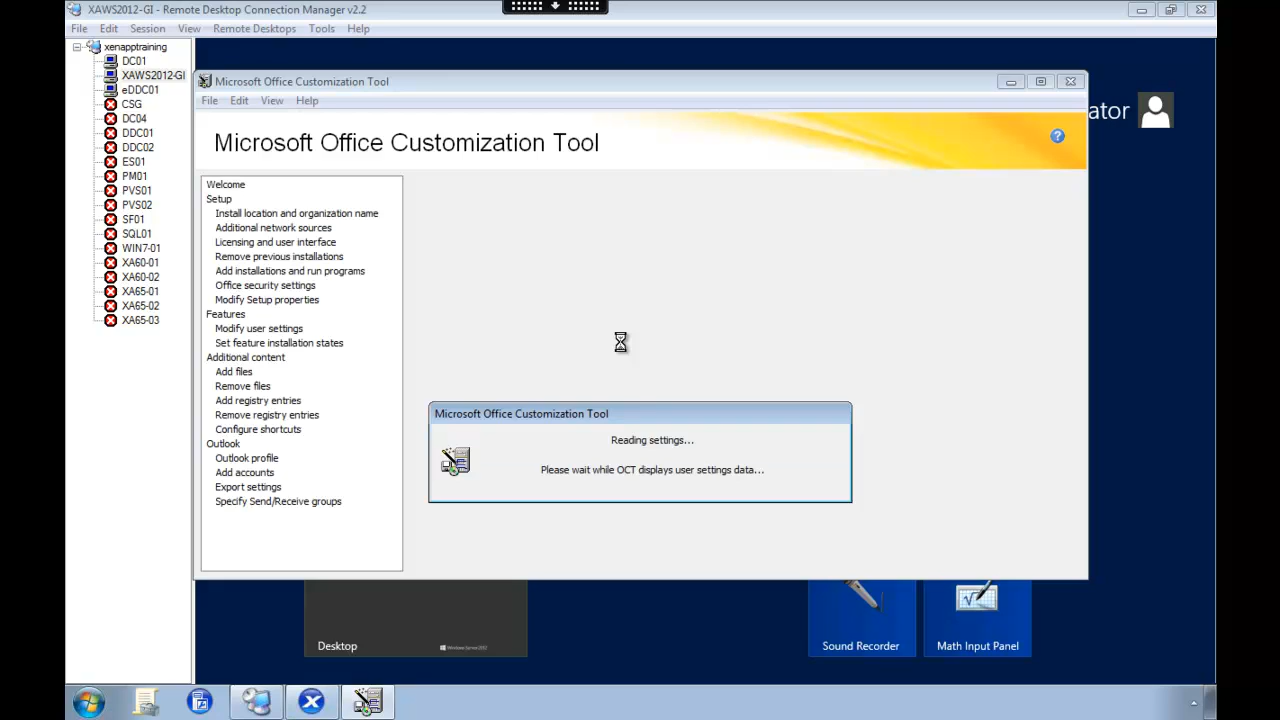 XAWS2012-GI - Remote Desktop Connection Manager v2.2
File Edit Session View Remote Desktops Tools Help
xenapptraining
DC01
XAWS2012-GI
eDDC01
CSG
DC04
DDC01
DDC02
ES01
PM01
PVS01
PVS02
SF01
SQL01
WIN7-01
XA60-01
XA60-02
XA65-01
XA65-02
XA65-03
ator
Microsoft Office Customization Tool
File Edit View Help
Microsoft Office Customization Tool
Welcome
Setup
Install location and organization name
Additional network sources
Licensing and user interface
Remove previous installations
Add installations and run programs
Office security settings
Modify Setup properties
Features
Modify user settings
Set feature installation states
Additional content
Add files
Remove files
Add registry entries
Remove registry entries
Configure shortcuts
Outlook
Outlook profile
Add accounts
Export settings
Specify Send/Receive groups
Microsoft Office Customization Tool
Reading settings...
Please wait while OCT displays user settings data...
Desktop
Windows Server 2012
Sound Recorder
Math Input Panel